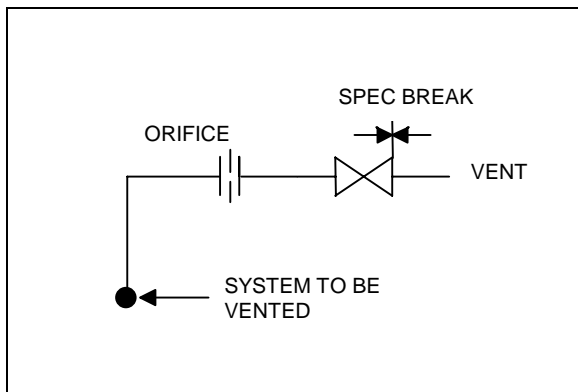 SPEC BREAK
ORIFICE
VENT
SYSTEM TO BE
VENTED